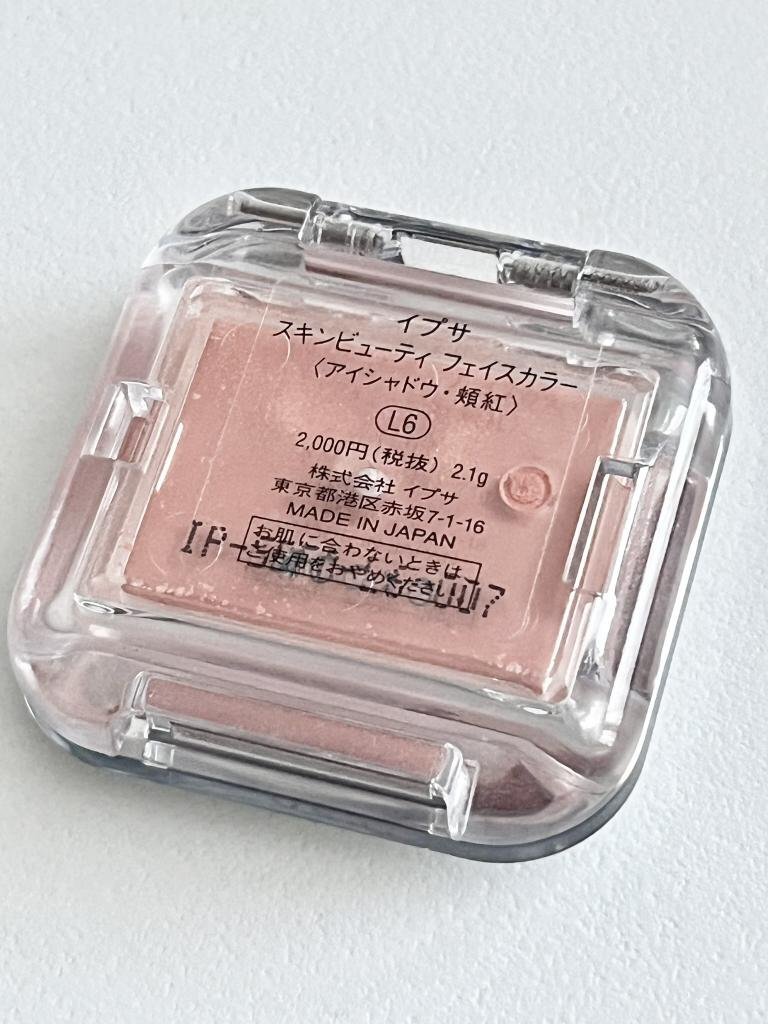 イプサ
スキンビューティ フェイスカラー
〈アイシャドウ・頬紅〉
L6
2,000円(税抜) 2.1g
株式会社 イプサ
東京都港区赤坂7-1-16
MADE IN JAPAN
お肌に合わないときは、
ご使用をおやめください。